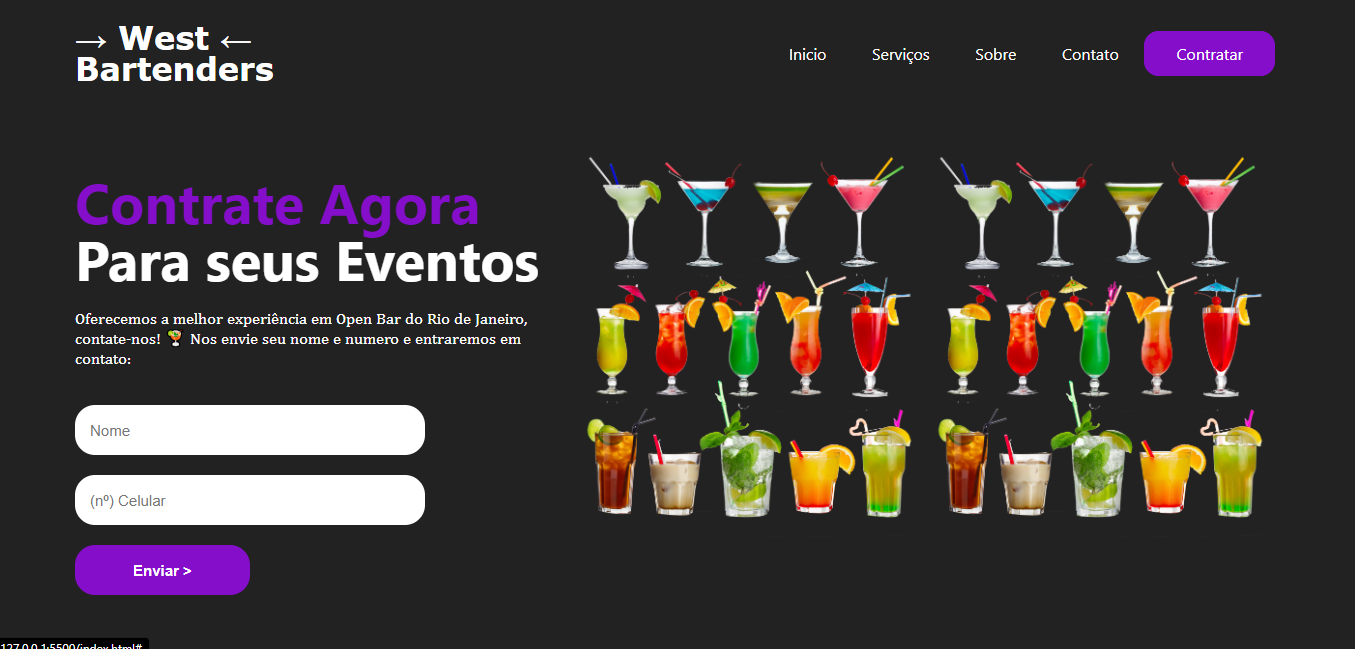 → West ←
Bartenders
Inicio
Serviços
Sobre
Contato
Contratar
Contrate Agora
Para seus Eventos
Oferecemos a melhor experiência em Open Bar do Rio de Janeiro,
contate-nos! 🍹 Nos envie seu nome e numero e entraremos em
contato:
Nome
(nº) Celular
Enviar >
127.0.0.1:5500/index.html#